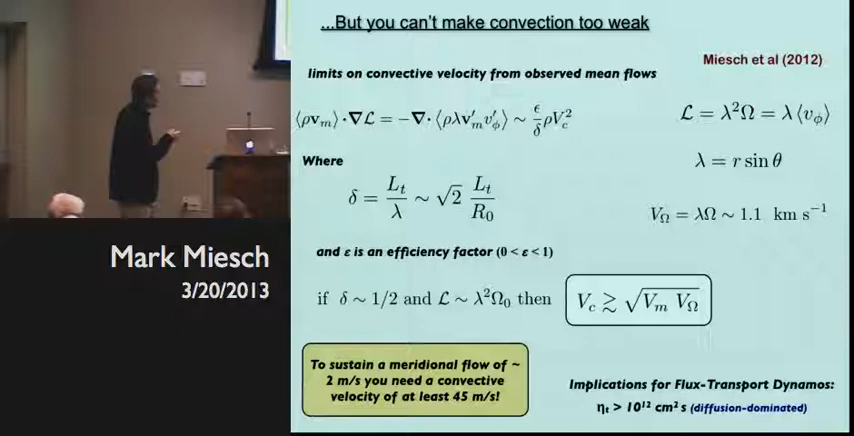 ...But you can't make convection too weak
Miesch et al (2012)
limits on convective velocity from observed mean flows
⟨ρv_m⟩·∇ℒ = −∇·⟨ρλv′_m v′_ϕ⟩ ∼ ϵ/δ ρV_c²
ℒ = λ²Ω = λ⟨v_ϕ⟩
Where
λ = r sin θ
δ = L_t/λ ∼ √2 L_t/R_0
V_Ω = λΩ ∼ 1.1 km s⁻¹
and ε is an efficiency factor (0 < ε < 1)
if δ ∼ 1/2 and ℒ ∼ λ²Ω_0 then V_c ≳ √(V_m V_Ω)
To sustain a meridional flow of ~
2 m/s you need a convective
velocity of at least 45 m/s!
Implications for Flux-Transport Dynamos:
η_t > 10¹² cm² s (diffusion-dominated)
Mark Miesch
3/20/2013